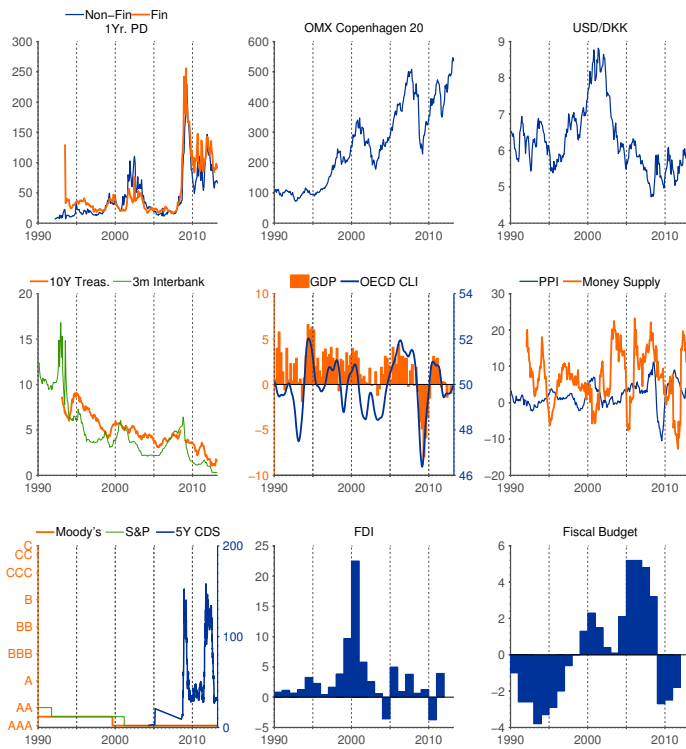 Non-Fin Fin
1Yr. PD
300
250
200
150
100
50
0
1990 2000 2010
OMX Copenhagen 20
600
500
400
300
200
100
0
1990 2000 2010
USD/DKK
9
8
7
6
5
4
1990 2000 2010
10Y Treas. 3m Interbank
20
15
10
5
0
1990 2000 2010
GDP OECD CLI
10
5
0
−5
−10
54
52
50
48
46
1990 2000 2010
PPI Money Supply
30
20
10
0
−10
−20
1990 2000 2010
Moody's S&P 5Y CDS
C
CC
CCC
B
BB
BBB
A
AA
AAA
200
100
0
1990 2000 2010
FDI
25
20
15
10
5
0
−5
1990 2000 2010
Fiscal Budget
6
4
2
0
−2
−4
1990 2000 2010